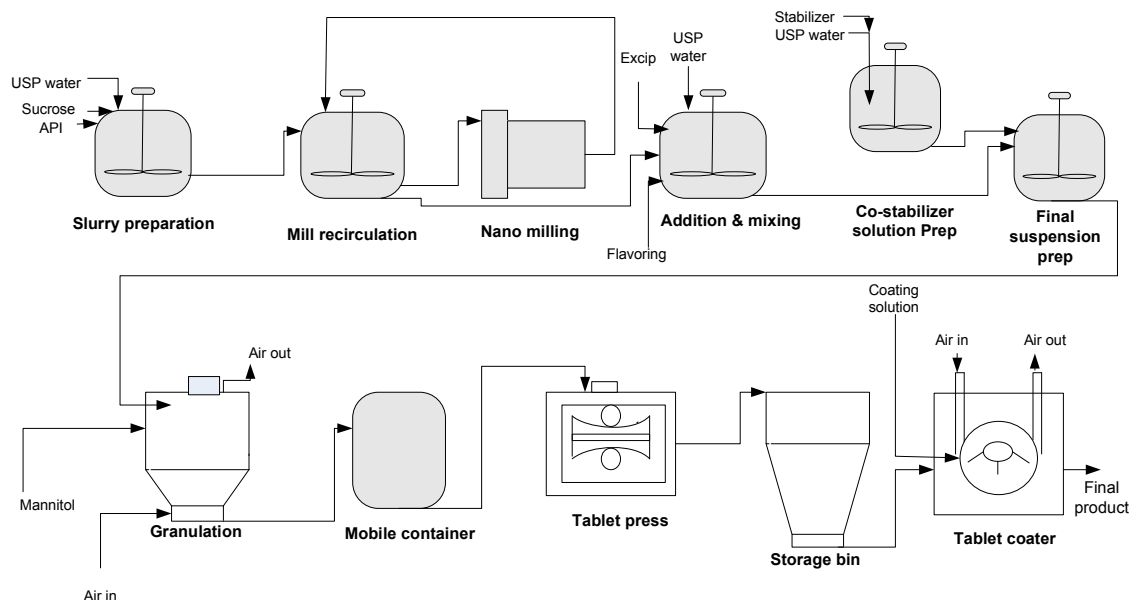 Stabilizer
USP water
USP
water
Excip
USP water
Sucrose
API
Slurry preparation
Mill recirculation
Nano milling
Addition & mixing
Co-stabilizer
solution Prep
Final
suspension
prep
Flavoring
Coating
solution
Air in
Air out
Air out
Mannitol
Granulation
Mobile container
Tablet press
Storage bin
Tablet coater
Final
product
Air in